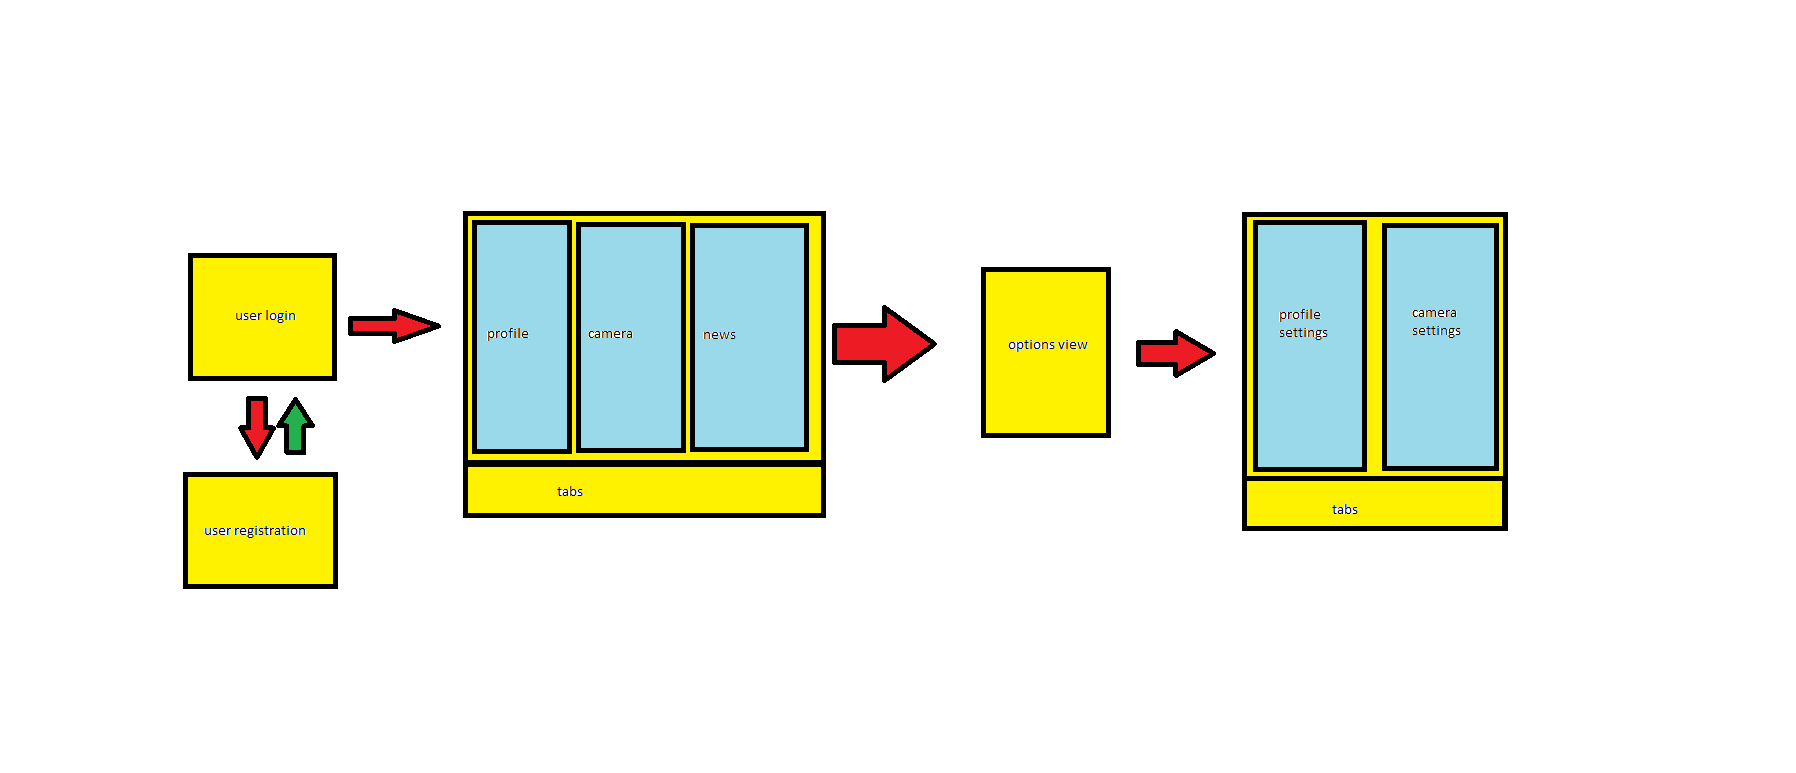 user login
user registration
profile
camera
news
tabs
options view
profile
settings
camera
settings
tabs